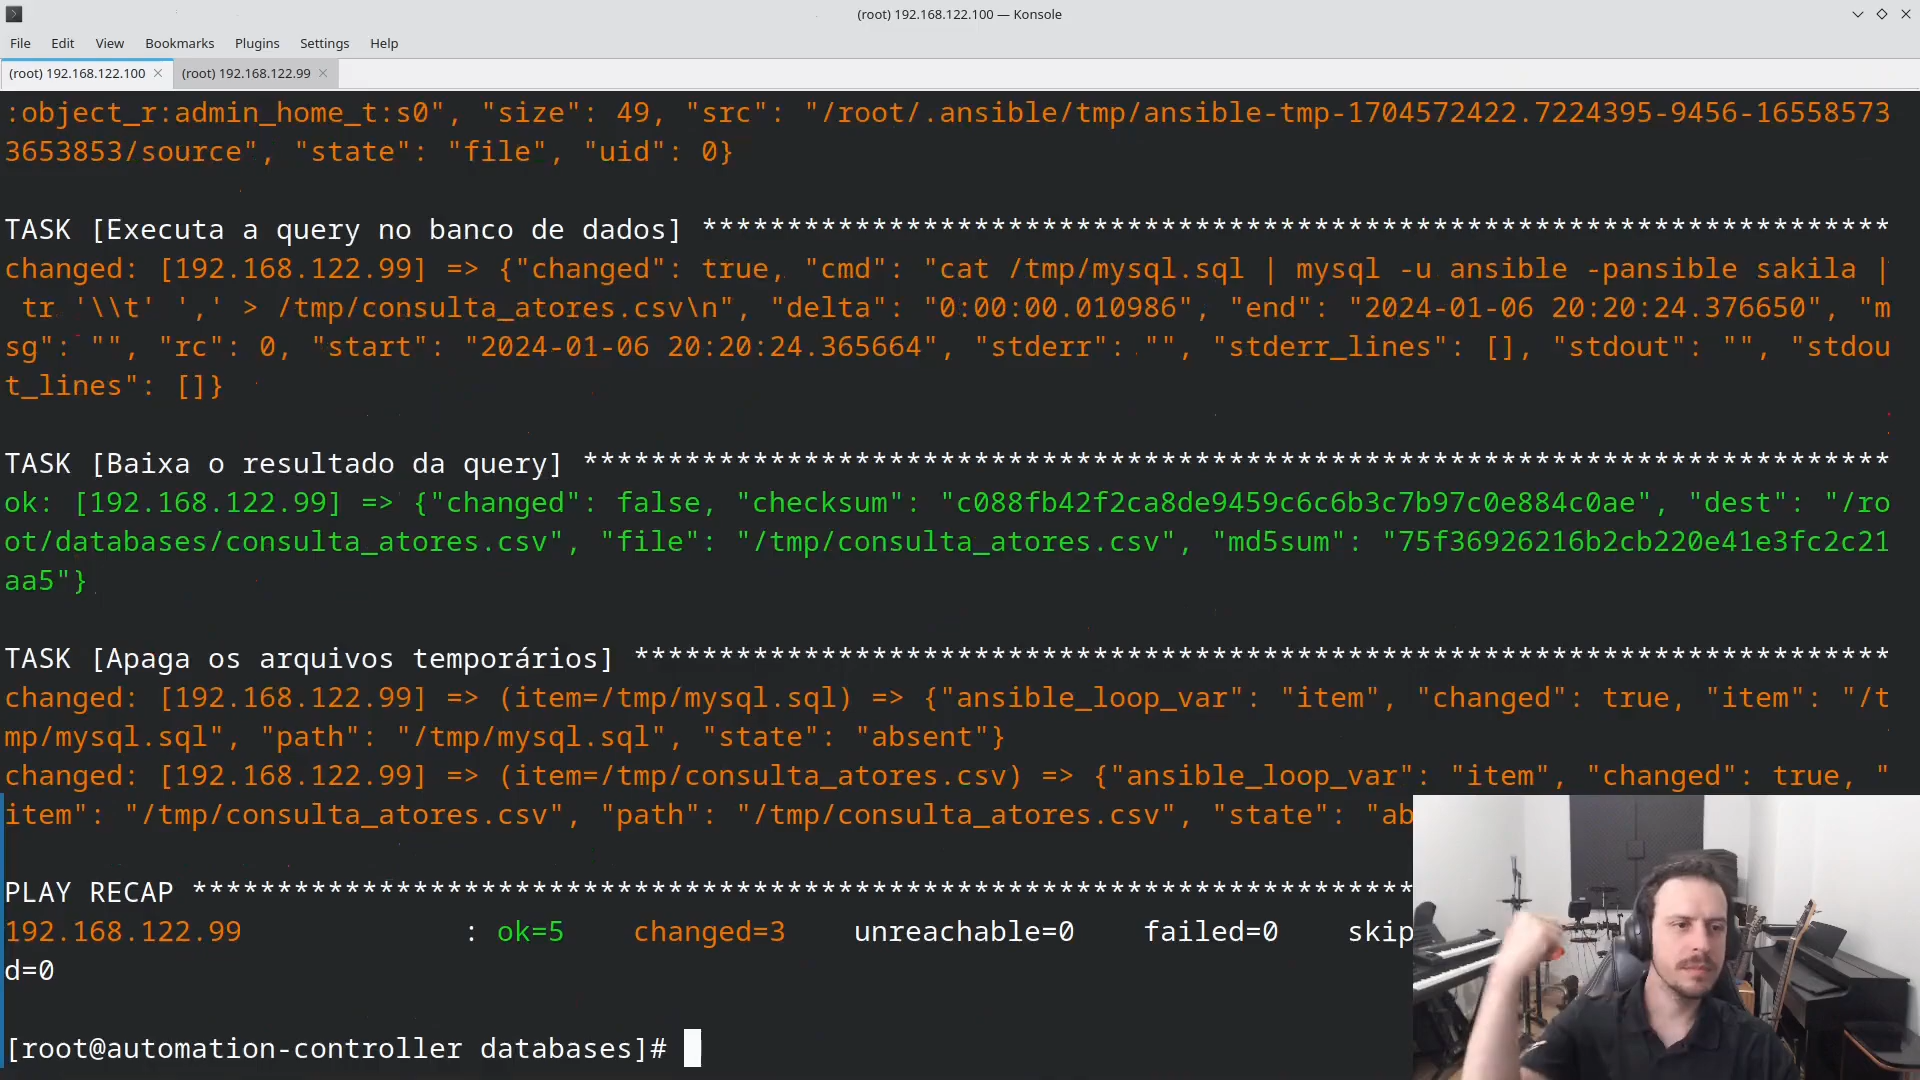 (root) 192.168.122.100 — Konsole
File Edit View Bookmarks Plugins Settings Help
(root) 192.168.122.100 (root) 192.168.122.99
:object_r:admin_home_t:s0", "size": 49, "src": "/root/.ansible/tmp/ansible-tmp-1704572422.7224395-9456-16558573
3653853/source", "state": "file", "uid": 0}
TASK [Executa a query no banco de dados] **********************************************************************
changed: [192.168.122.99] => {"changed": true, "cmd": "cat /tmp/mysql.sql | mysql -u ansible -pansible sakila |
 tr '\\t' ',' > /tmp/consulta_atores.csv\n", "delta": "0:00:00.010986", "end": "2024-01-06 20:20:24.376650", "m
sg": "", "rc": 0, "start": "2024-01-06 20:20:24.365664", "stderr": "", "stderr_lines": [], "stdout": "", "stdou
t_lines": []}
TASK [Baixa o resultado da query] *****************************************************************************
ok: [192.168.122.99] => {"changed": false, "checksum": "c088fb42f2ca8de9459c6c6b3c7b97c0e884c0ae", "dest": "/ro
ot/databases/consulta_atores.csv", "file": "/tmp/consulta_atores.csv", "md5sum": "75f36926216b2cb220e41e3fc2c21
aa5"}
TASK [Apaga os arquivos temporários] **************************************************************************
changed: [192.168.122.99] => (item=/tmp/mysql.sql) => {"ansible_loop_var": "item", "changed": true, "item": "/t
mp/mysql.sql", "path": "/tmp/mysql.sql", "state": "absent"}
changed: [192.168.122.99] => (item=/tmp/consulta_atores.csv) => {"ansible_loop_var": "item", "changed": true, "
item": "/tmp/consulta_atores.csv", "path": "/tmp/consulta_atores.csv", "state": "ab
PLAY RECAP ************************************************************************
192.168.122.99 : ok=5 changed=3 unreachable=0 failed=0 skip
d=0
[root@automation-controller databases]#